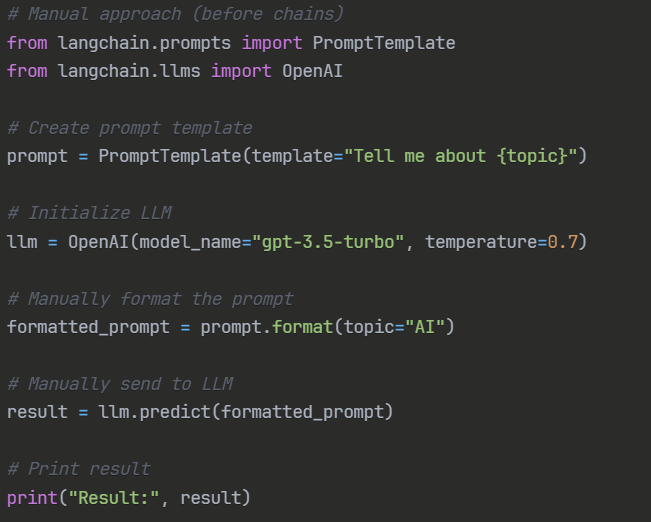 # Manual approach (before chains)
from langchain.prompts import PromptTemplate
from langchain.llms import OpenAI
# Create prompt template
prompt = PromptTemplate(template="Tell me about {topic}")
# Initialize LLM
llm = OpenAI(model_name="gpt-3.5-turbo", temperature=0.7)
# Manually format the prompt
formatted_prompt = prompt.format(topic="AI")
# Manually send to LLM
result = llm.predict(formatted_prompt)
# Print result
print("Result:", result)